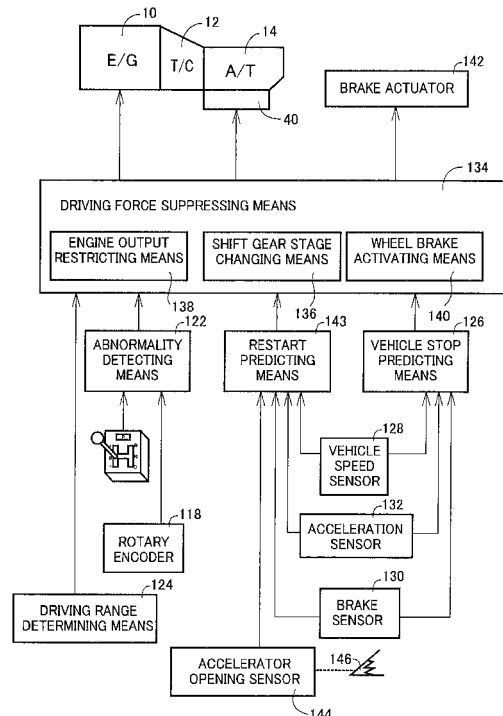 10
12
14
E/G
T/C
A/T
40
142
BRAKE ACTUATOR
134
DRIVING FORCE SUPPRESSING MEANS
ENGINE OUTPUT
RESTRICTING MEANS
SHIFT GEAR STAGE
CHANGING MEANS
WHEEL BRAKE
ACTIVATING MEANS
138
136
140
122
143
126
ABNORMALITY
DETECTING
MEANS
RESTART
PREDICTING
MEANS
VEHICLE STOP
PREDICTING
MEANS
128
VEHICLE
SPEED
SENSOR
118
ROTARY
ENCODER
132
ACCELERATION
SENSOR
124
DRIVING RANGE
DETERMINING MEANS
130
BRAKE
SENSOR
ACCELERATOR
OPENING SENSOR
146
144